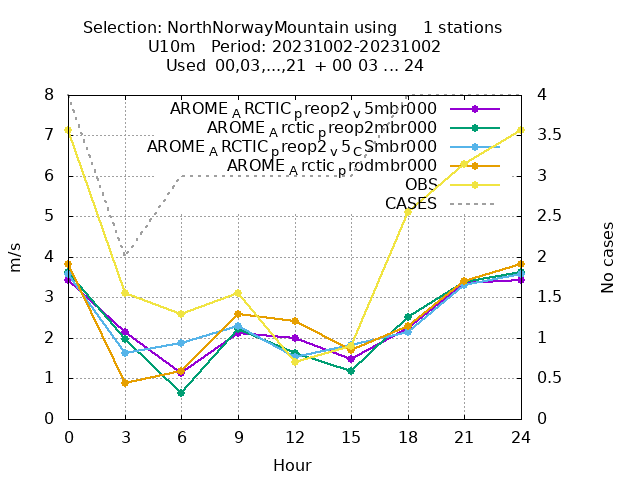 Selection: NorthNorwayMountain using 1 stations
U10m Period: 20231002-20231002
Used 00,03,...,21 + 00 03 ... 24
AROME_ARCTIC_preop2_v5mbr000
AROME_Arctic_preop2mbr000
AROME_ARCTIC_preop2_v5_CSmbr000
AROME_Arctic_prodmbr000
OBS
CASES
8
7
6
5
4
3
2
1
0
4
3.5
3
2.5
2
1.5
1
0.5
0
m/s
No cases
0 3 6 9 12 15 18 21 24
Hour